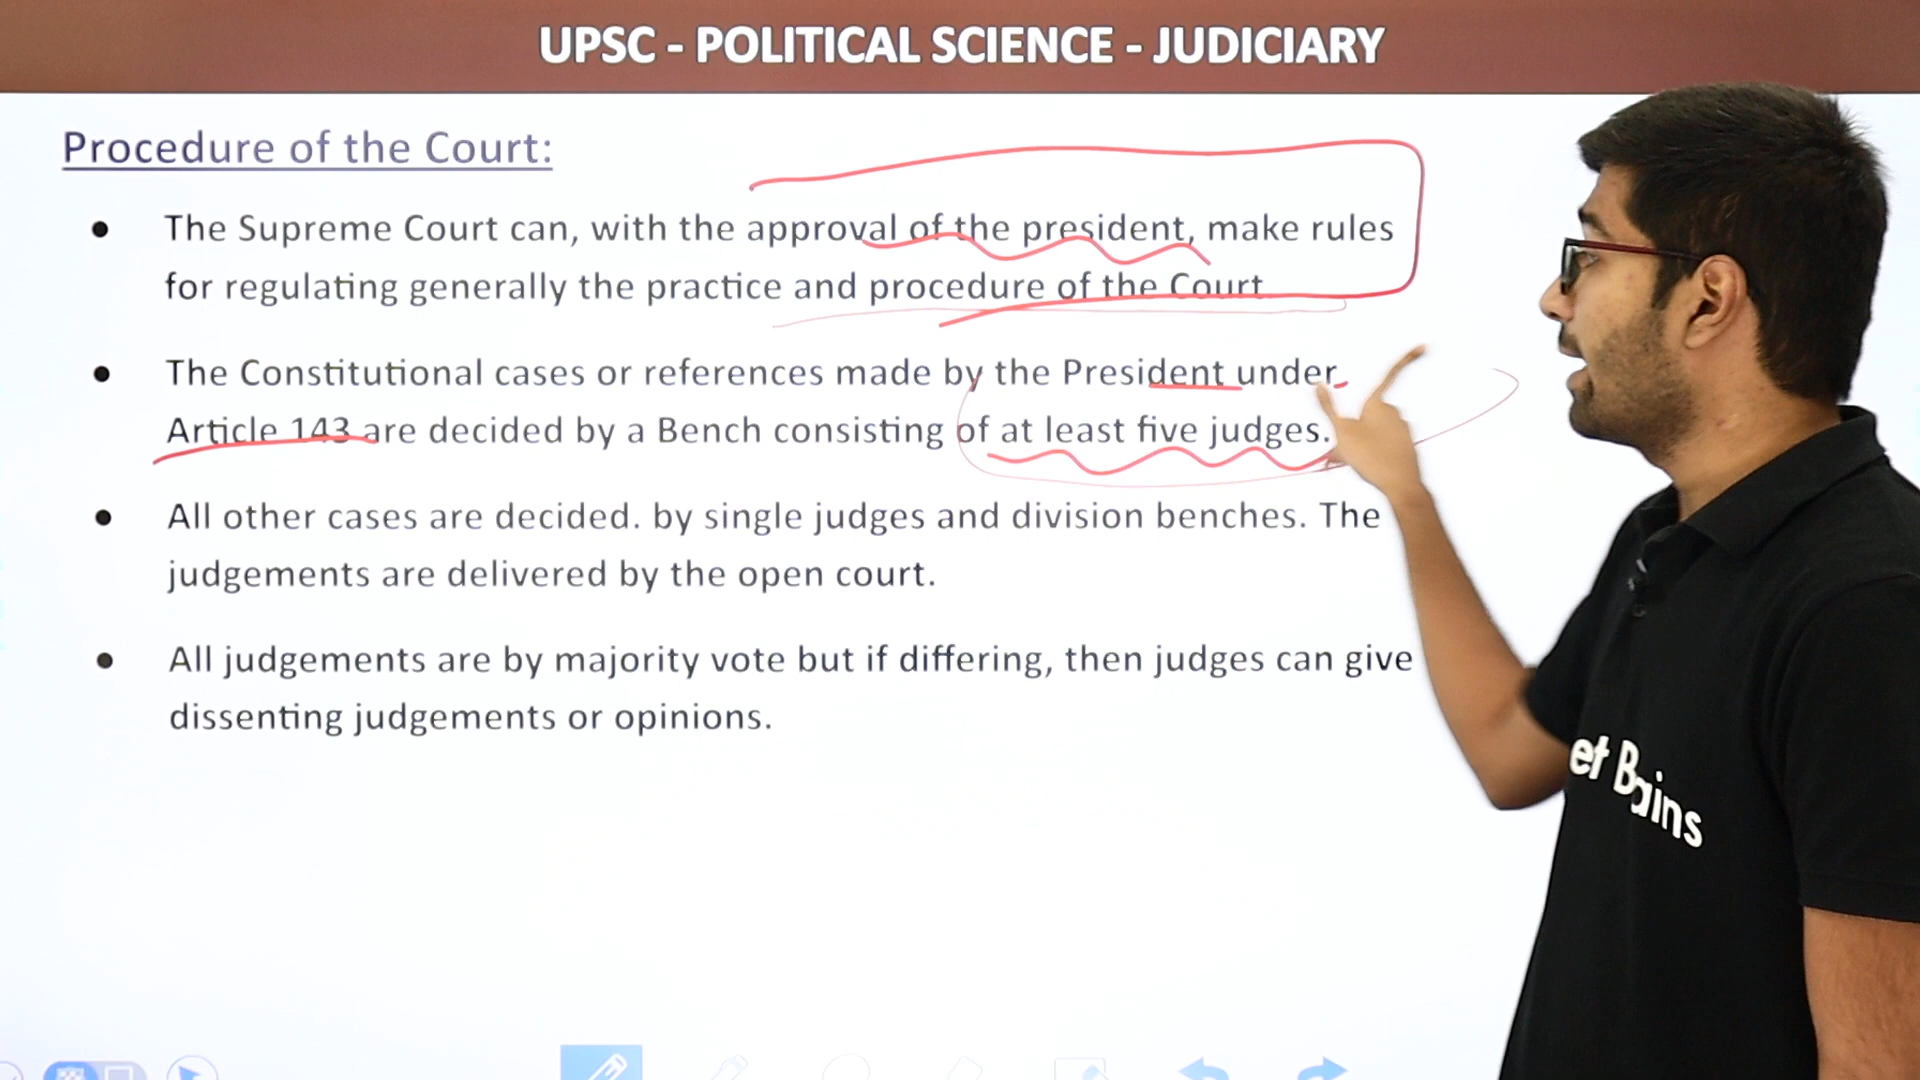 UPSC - POLITICAL SCIENCE - JUDICIARY
Procedure of the Court:
• The Supreme Court can, with the approval of the president, make rules
for regulating generally the practice and procedure of the Court
• The Constitutional cases or references made by the President under
Article 143 are decided by a Bench consisting of at least five judges.
• All other cases are decided. by single judges and division benches. The
judgements are delivered by the open court.
• All judgements are by majority vote but if differing, then judges can give
dissenting judgements or opinions.
et Brains